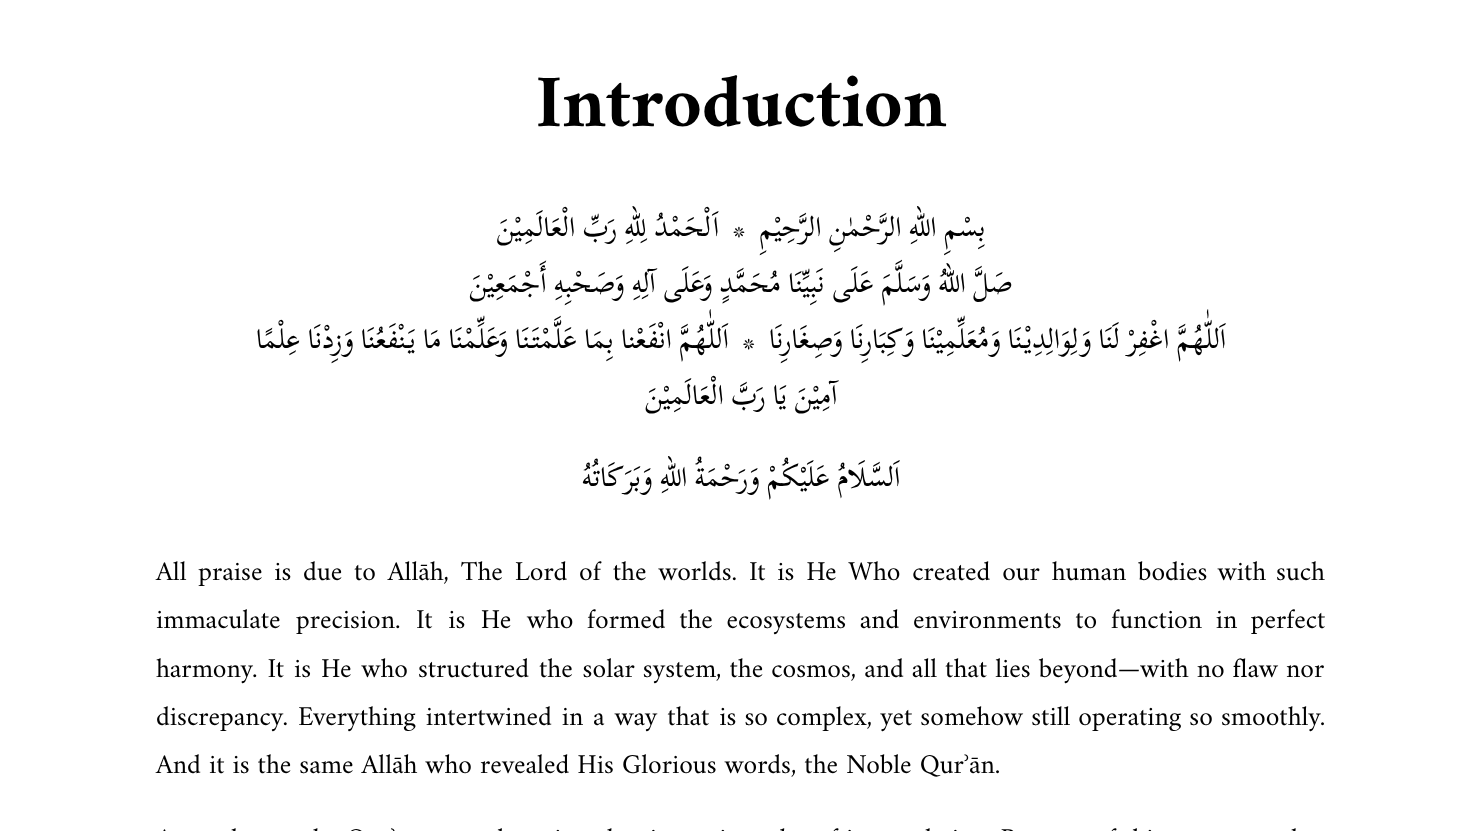 Introduction
بِسْمِ اللّٰهِ الرَّحْمٰنِ الرَّحِيْمِ ⁕ اَلْحَمْدُ لِلّٰهِ رَبِّ الْعَالَمِيْنَ
صَلَّ اللّٰهُ وَسَلَّمَ عَلَى نَبِيِّنَا مُحَمَّدٍ وَعَلَى آلِهِ وَصَحْبِهِ أَجْمَعِيْنَ
اَللّٰهُمَّ اغْفِرْ لَنَا وَلِوَالِدِيْنَا وَمُعَلِّمِيْنَا وَكِبَارِنَا وَصِغَارِنَا ⁕ اَللّٰهُمَّ انْفَعْنا بِمَا عَلَّمْتَنَا وَعَلِّمْنَا مَا يَنْفَعُنَا وَزِدْنَا عِلْمًا
آمِيْنَ يَا رَبَّ الْعَالَمِيْنَ
اَلسَّلَامُ عَلَيْكُمْ وَرَحْمَةُ اللّٰهِ وَبَرَكَاتُهُ
All praise is due to Allāh, The Lord of the worlds. It is He Who created our human bodies with such
immaculate precision. It is He who formed the ecosystems and environments to function in perfect
harmony. It is He who structured the solar system, the cosmos, and all that lies beyond—with no flaw nor
discrepancy. Everything intertwined in a way that is so complex, yet somehow still operating so smoothly.
And it is the same Allāh who revealed His Glorious words, the Noble Qurʾān.